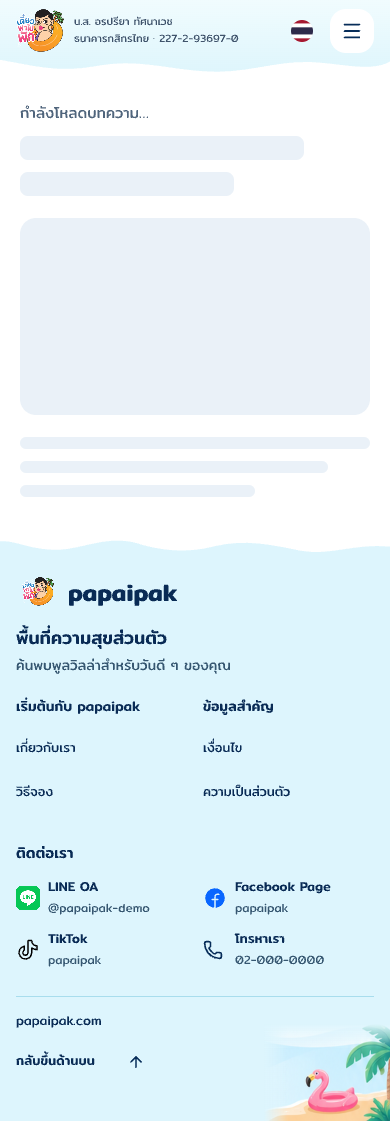 น.ส. อรปรียา ทัศนาเวช
ธนาคารกสิกรไทย · 227-2-93697-0
กำลังโหลดบทความ...
papaipak
พื้นที่ความสุขส่วนตัว
ค้นพบพูลวิลล่าสำหรับวันดี ๆ ของคุณ
เริ่มต้นกับ papaipak
ข้อมูลสำคัญ
เกี่ยวกับเรา
เงื่อนไข
วิธีจอง
ความเป็นส่วนตัว
ติดต่อเรา
LINE OA
@papaipak-demo
Facebook Page
papaipak
TikTok
papaipak
โทรหาเรา
02-000-0000
papaipak.com
กลับขึ้นด้านบน